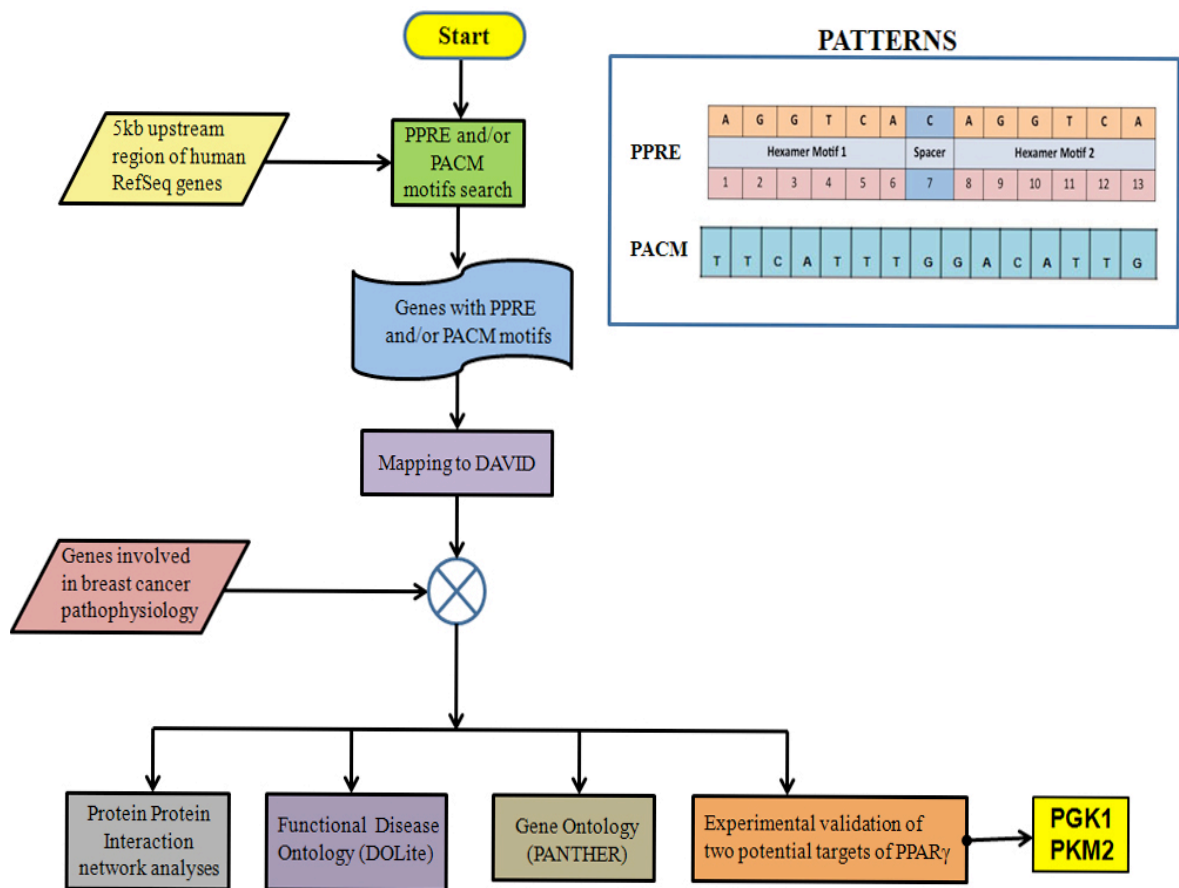 Start
PATTERNS
5kb upstream
region of human
RefSeq genes
PPRE and/or
PACM
motifs search
PPRE
A G G T C A C A G G T C A
Hexamer Motif 1 Spacer Hexamer Motif 2
1 2 3 4 5 6 7 8 9 10 11 12 13
PACM
T T C A T T T G G A C A T T G
Genes with PPRE
and/or PACM motifs
Mapping to DAVID
Genes involved
in breast cancer
pathophysiology
Protein Protein
Interaction
network analyses
Functional Disease
Ontology (DOLite)
Gene Ontology
(PANTHER)
Experimental validation of
two potential targets of PPARγ
PGK1
PKM2